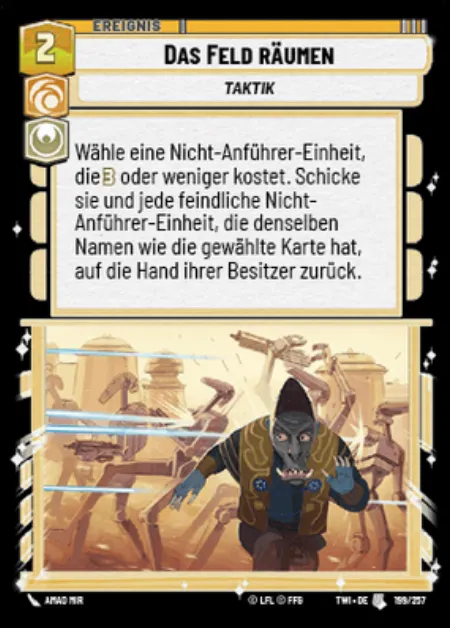 EREIGNIS
2
DAS FELD RÄUMEN
TAKTIK
Wähle eine Nicht-Anführer-Einheit,
die 3 oder weniger kostet. Schicke
sie und jede feindliche Nicht-
Anführer-Einheit, die denselben
Namen wie die gewählte Karte hat,
auf die Hand ihrer Besitzer zurück.
AMAD MIR
© LFL © FFG
TWI • DE
199/257